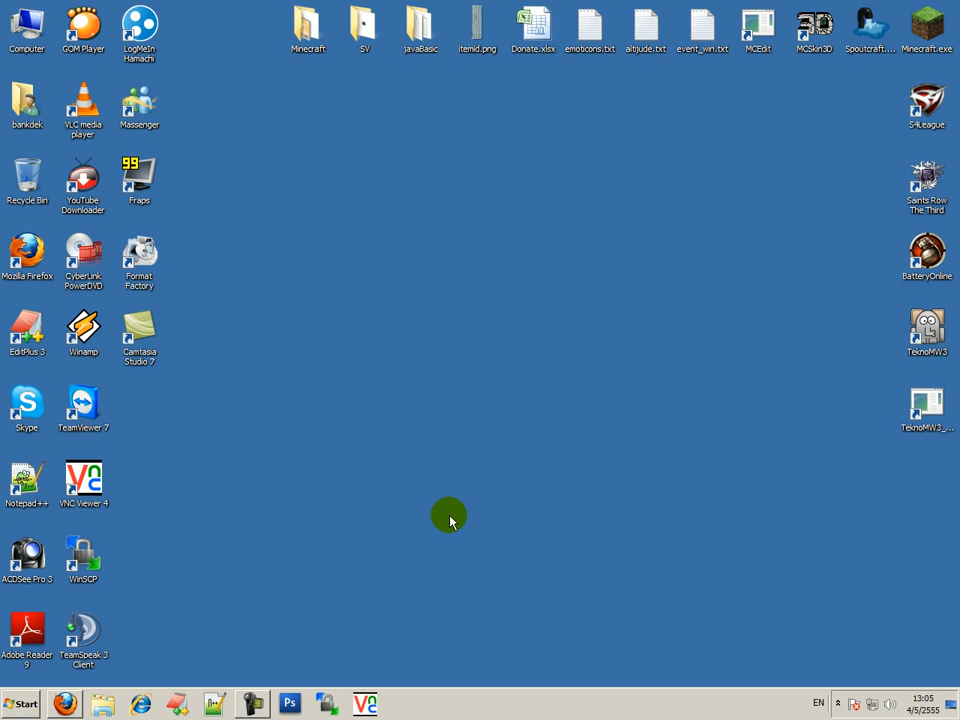 Computer
GOM Player
LogMeIn
Hamachi
Minecraft
SV
javaBasic
itemid.png
Donate.xlsx
emoticons.txt
altijude.txt
event_win.txt
MCEdit
3D
MCSkin3D
Spoutcraft....
Minecraft.exe
bankdek
VLC media
player
Massenger
S4League
Recycle Bin
YouTube
Downloader
99
Fraps
Saints Row
The Third
Mozilla Firefox
CyberLink
PowerDVD
Format
Factory
BatteryOnline
EditPlus 3
Winamp
Camtasia
Studio 7
TeknoMW3
Skype
TeamViewer 7
TeknoMW3_...
Notepad++
VNC Viewer 4
ACDSee Pro 3
WinSCP
Adobe Reader
9
TeamSpeak 3
Client
Start
Ps
EN
13:05
4/5/2555